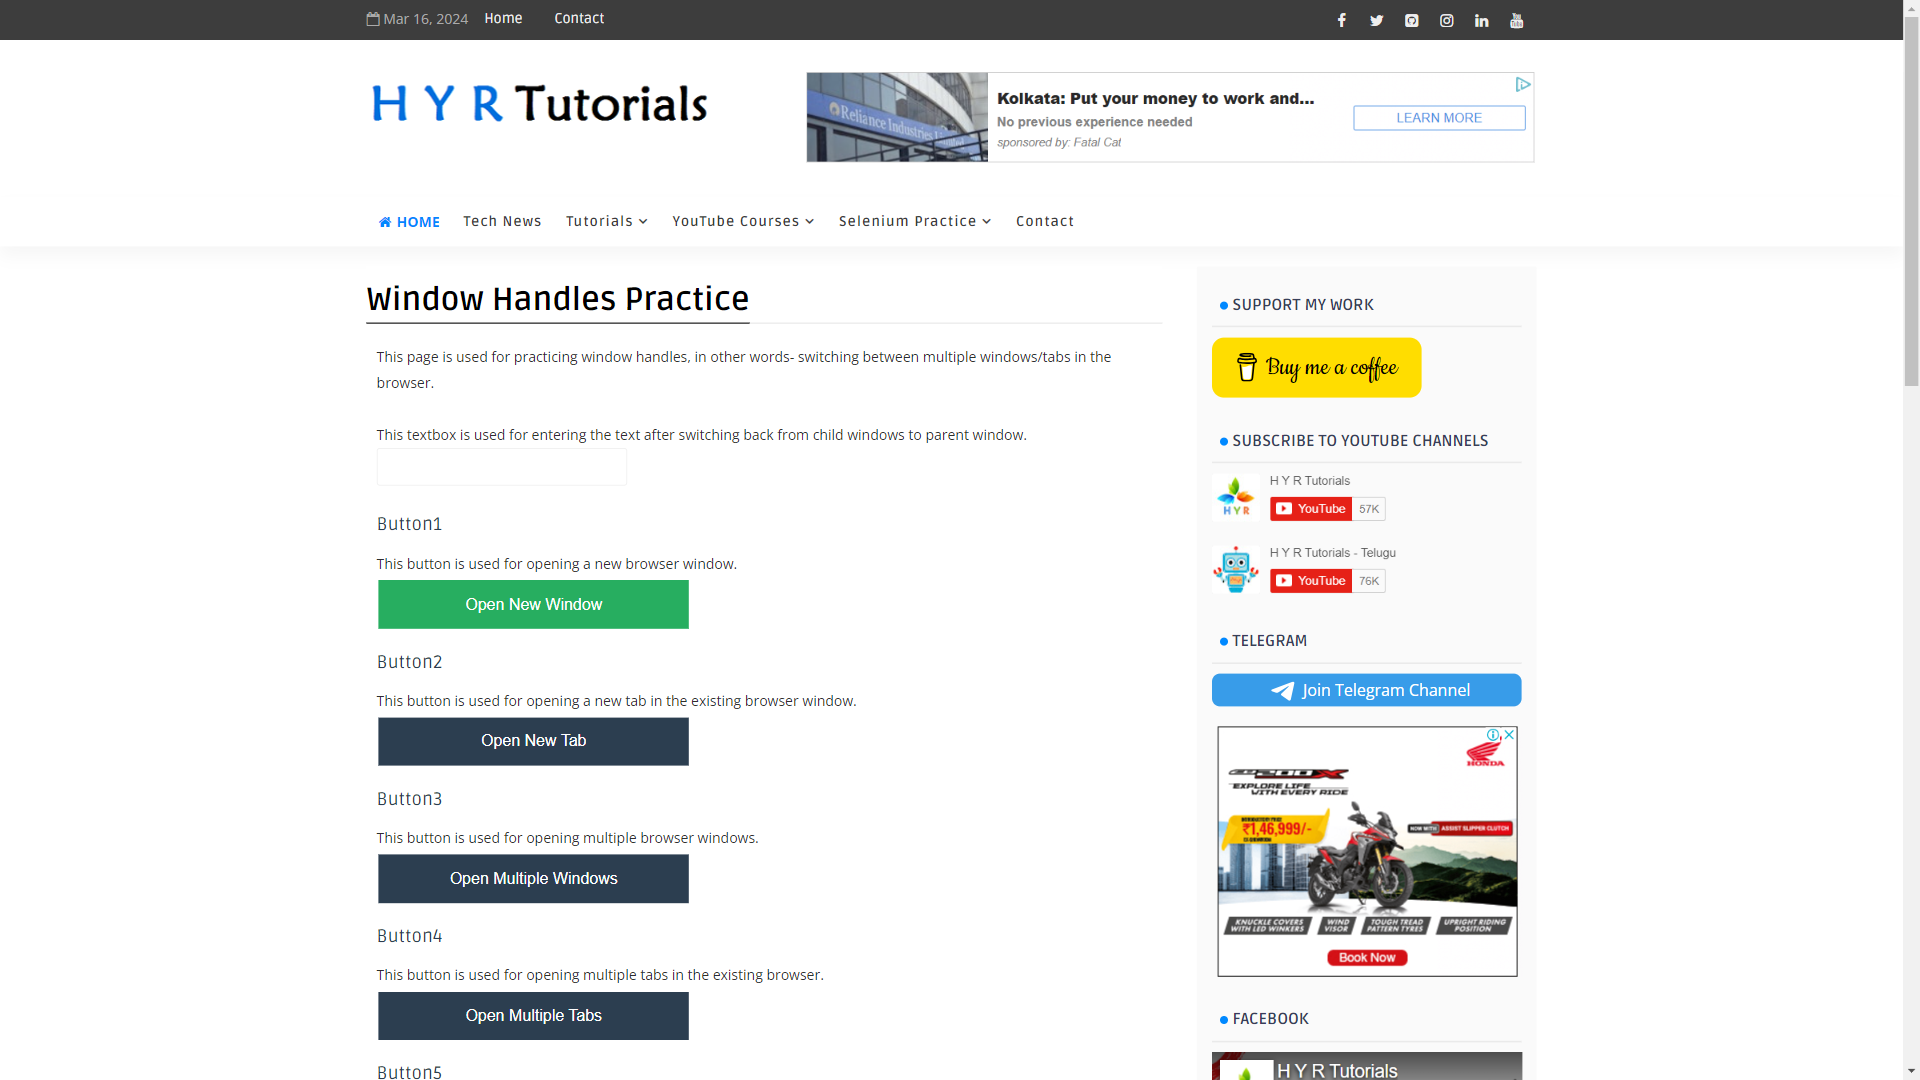 Mar 16, 2024 Home Contact
H Y R Tutorials
Reliance Industries Limited
Kolkata: Put your money to work and...
No previous experience needed
sponsored by: Fatal Cat
LEARN MORE
HOME Tech News Tutorials YouTube Courses Selenium Practice Contact
Window Handles Practice
This page is used for practicing window handles, in other words- switching between multiple windows/tabs in the
browser.
This textbox is used for entering the text after switching back from child windows to parent window.
Button1
This button is used for opening a new browser window.
Open New Window
Button2
This button is used for opening a new tab in the existing browser window.
Open New Tab
Button3
This button is used for opening multiple browser windows.
Open Multiple Windows
Button4
This button is used for opening multiple tabs in the existing browser.
Open Multiple Tabs
Button5
SUPPORT MY WORK
Buy me a coffee
SUBSCRIBE TO YOUTUBE CHANNELS
H Y R
H Y R Tutorials
YouTube 57K
H Y R Tutorials - Telugu
YouTube 76K
TELEGRAM
Join Telegram Channel
HONDA
CB200X
EXPLORE LIFE
WITH EVERY RIDE
₹1,46,999/-
NOW WITH ASSIST SLIPPER CLUTCH
KNUCKLE COVERS
WITH LED WINKERS
WIND
VISOR
TOUGH TREAD
PATTERN TYRES
UPRIGHT RIDING
POSITION
Book Now
FACEBOOK
H Y R Tutorials